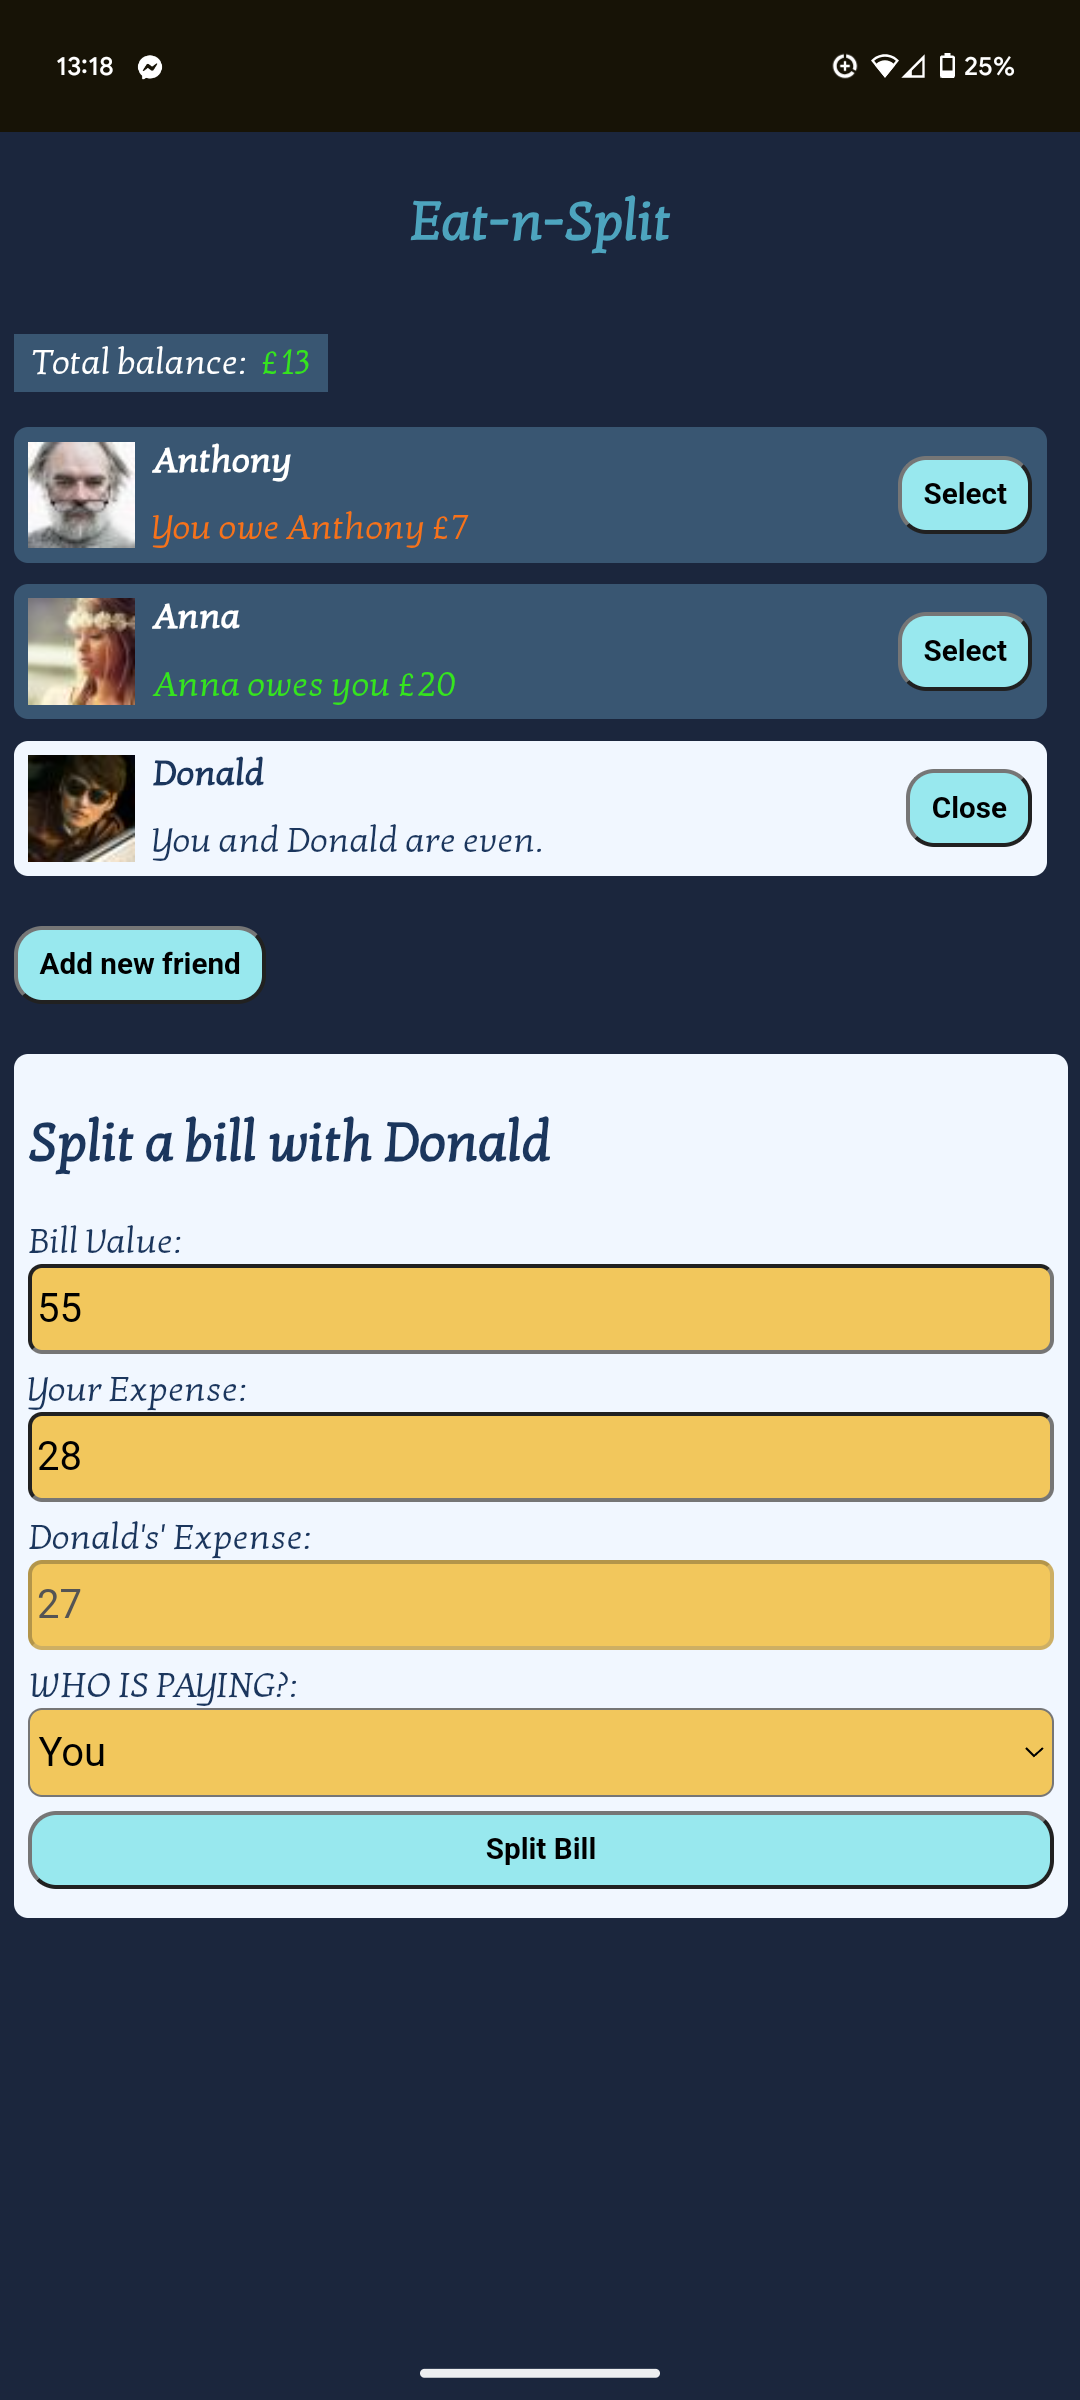 13:18
25%
Eat-n-Split
Total balance: £13
Anthony
You owe Anthony £7
Select
Anna
Anna owes you £20
Select
Donald
You and Donald are even.
Close
Add new friend
Split a bill with Donald
Bill Value:
55
Your Expense:
28
Donald's' Expense:
27
WHO IS PAYING?:
You
Split Bill